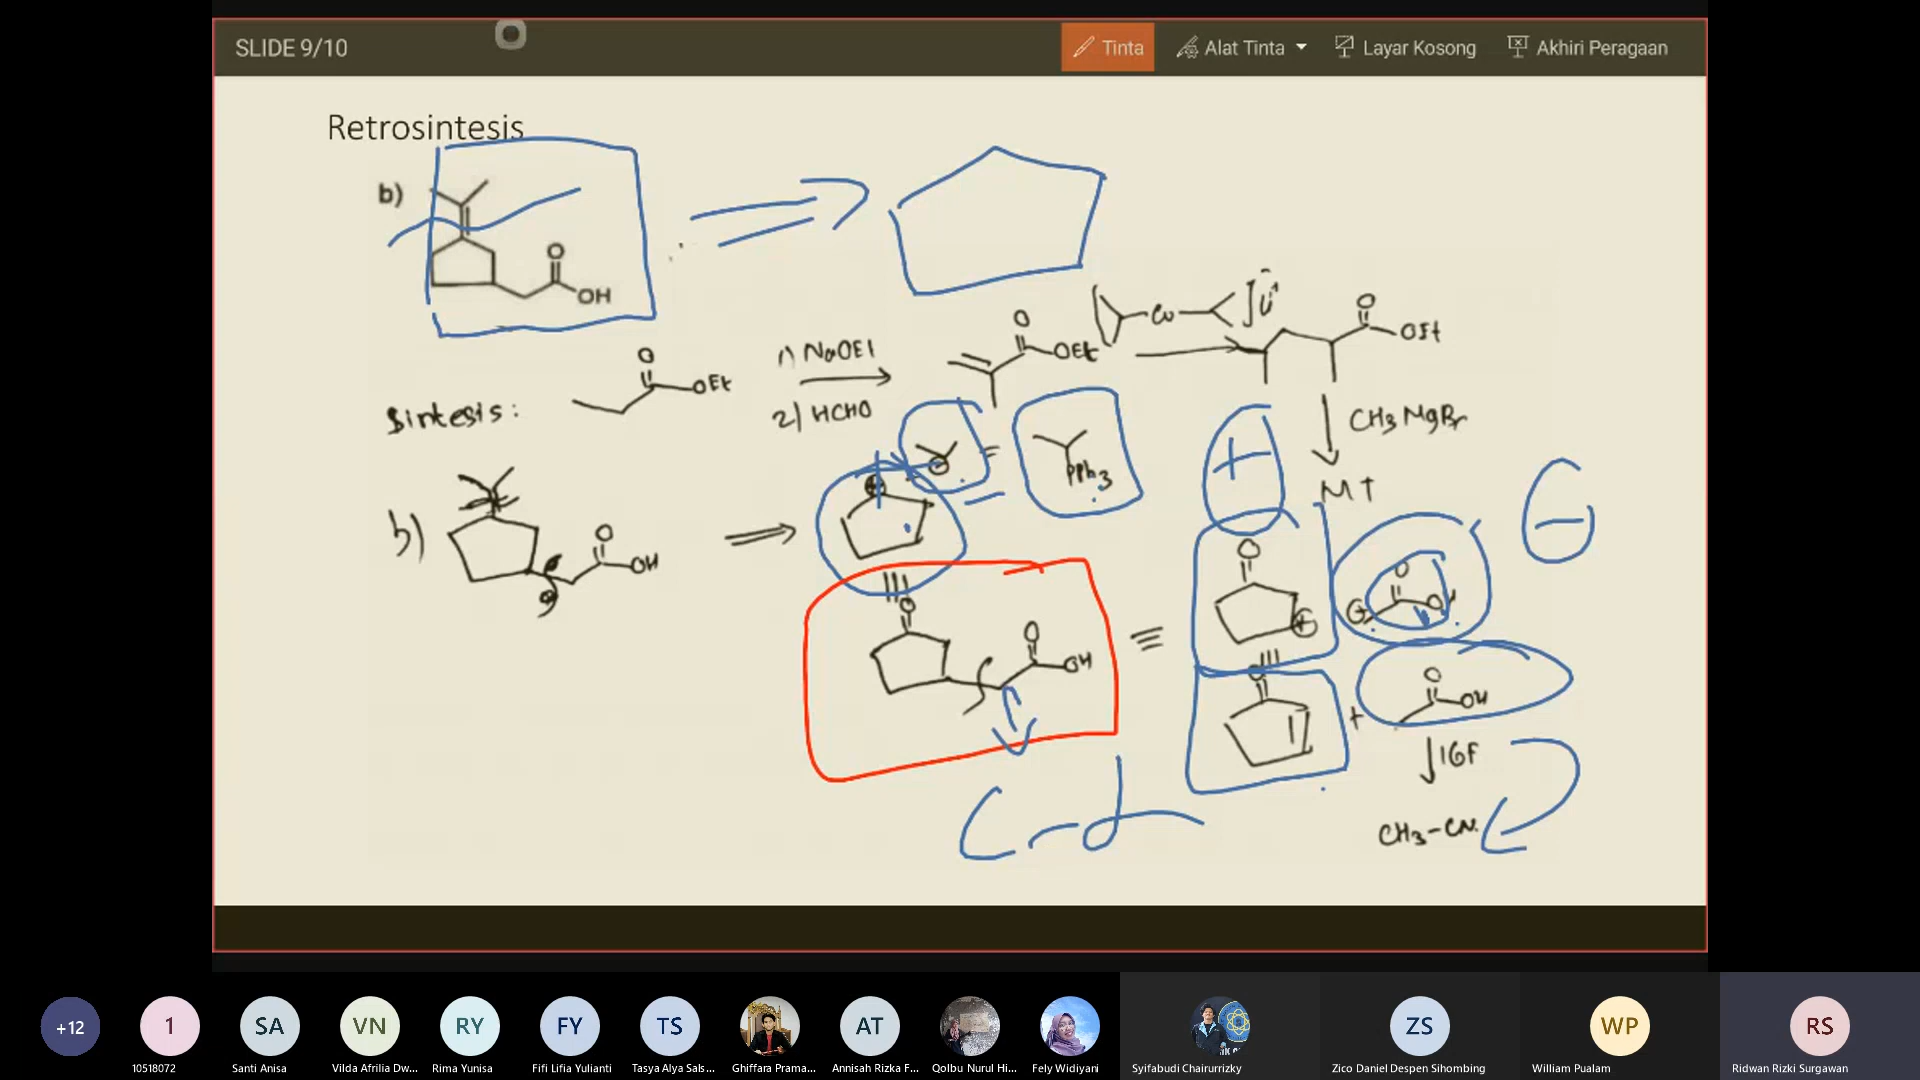 SLIDE 9/10
Tinta
Alat Tinta
Layar Kosong
Akhiri Peragaan
Retrosintesis
b)
O
OH
Sintesis:
O
OEt
1) NaOEt
2) HCHO
O
OEt
Cu
Li
O
OEt
CH3MgBr
MT
b)
O
OH
PPh3
O
O
OH
O
O
O
+
O
OH
IGF
CH3-CN
+12
1
SA
VN
RY
FY
TS
AT
ZS
WP
RS
10518072
Santi Anisa
Vilda Afrilia Dw...
Rima Yunisa
Fifi Lifia Yulianti
Tasya Alya Sals...
Ghiffara Prama...
Annisah Rizka F...
Qolbu Nurul Hi...
Fely Widiyani
Syifabudi Chairurrizky
Zico Daniel Despen Sihombing
William Pualam
Ridwan Rizki Surgawan